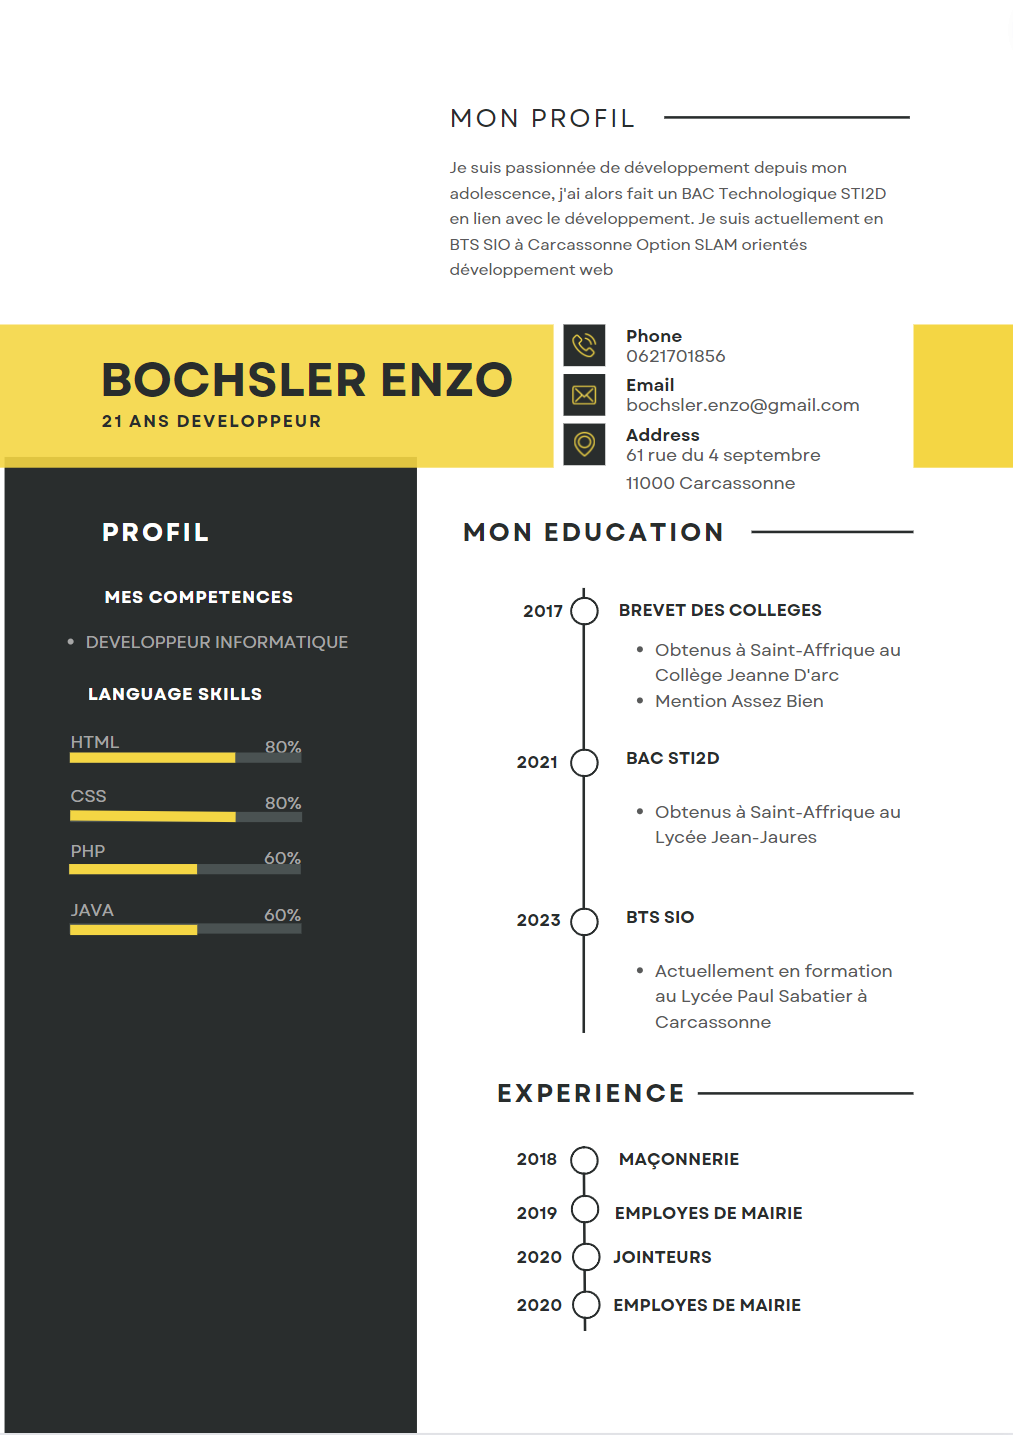 MON PROFIL
Je suis passionnée de développement depuis mon
adolescence, j'ai alors fait un BAC Technologique STI2D
en lien avec le développement. Je suis actuellement en
BTS SIO à Carcassonne Option SLAM orientés
développement web
BOCHSLER ENZO
21 ANS DEVELOPPEUR
Phone
0621701856
Email
bochsler.enzo@gmail.com
Address
61 rue du 4 septembre
11000 Carcassonne
PROFIL
MES COMPETENCES
• DEVELOPPEUR INFORMATIQUE
LANGUAGE SKILLS
HTML 80%
CSS 80%
PHP 60%
JAVA 60%
MON EDUCATION
2017 BREVET DES COLLEGES
• Obtenus à Saint-Affrique au
Collège Jeanne D'arc
• Mention Assez Bien
2021 BAC STI2D
• Obtenus à Saint-Affrique au
Lycée Jean-Jaures
2023 BTS SIO
• Actuellement en formation
au Lycée Paul Sabatier à
Carcassonne
EXPERIENCE
2018 MAÇONNERIE
2019 EMPLOYES DE MAIRIE
2020 JOINTEURS
2020 EMPLOYES DE MAIRIE